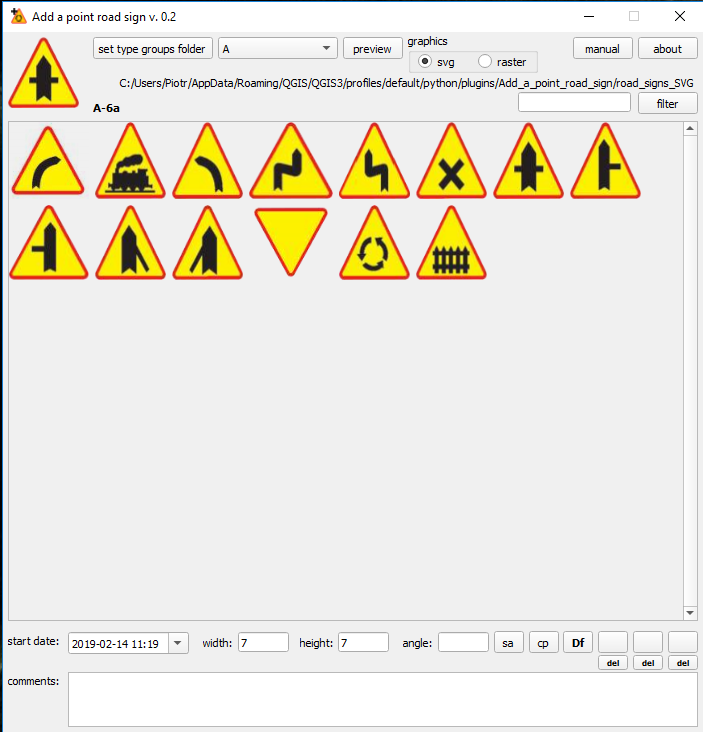 Add a point road sign v. 0.2
set type groups folder A preview graphics manual about
svg raster
C:/Users/Piotr/AppData/Roaming/QGIS/QGIS3/profiles/default/python/plugins/Add_a_point_road_sign/road_signs_SVG
A-6a filter
start date: 2019-02-14 11:19 width: 7 height: 7 angle: sa cp Df
del del del
comments: